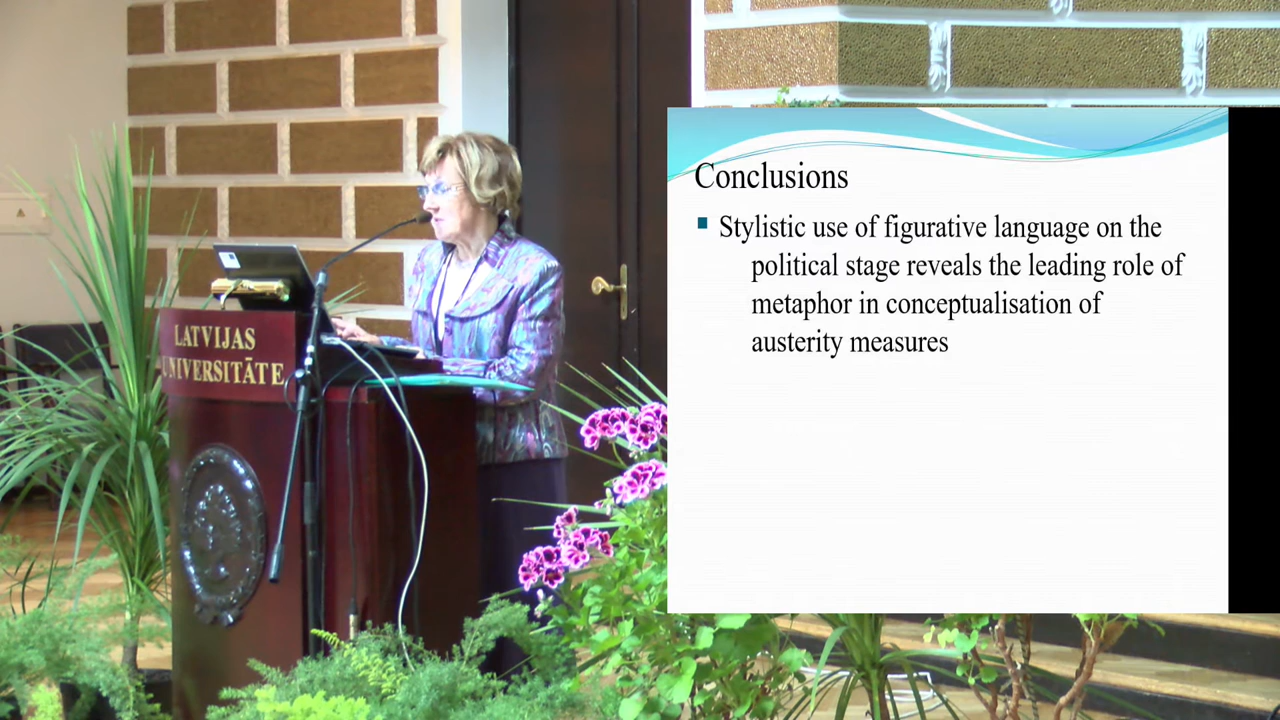 LATVIJAS
UNIVERSITĀTE
Conclusions
Stylistic use of figurative language on the
political stage reveals the leading role of
metaphor in conceptualisation of
austerity measures